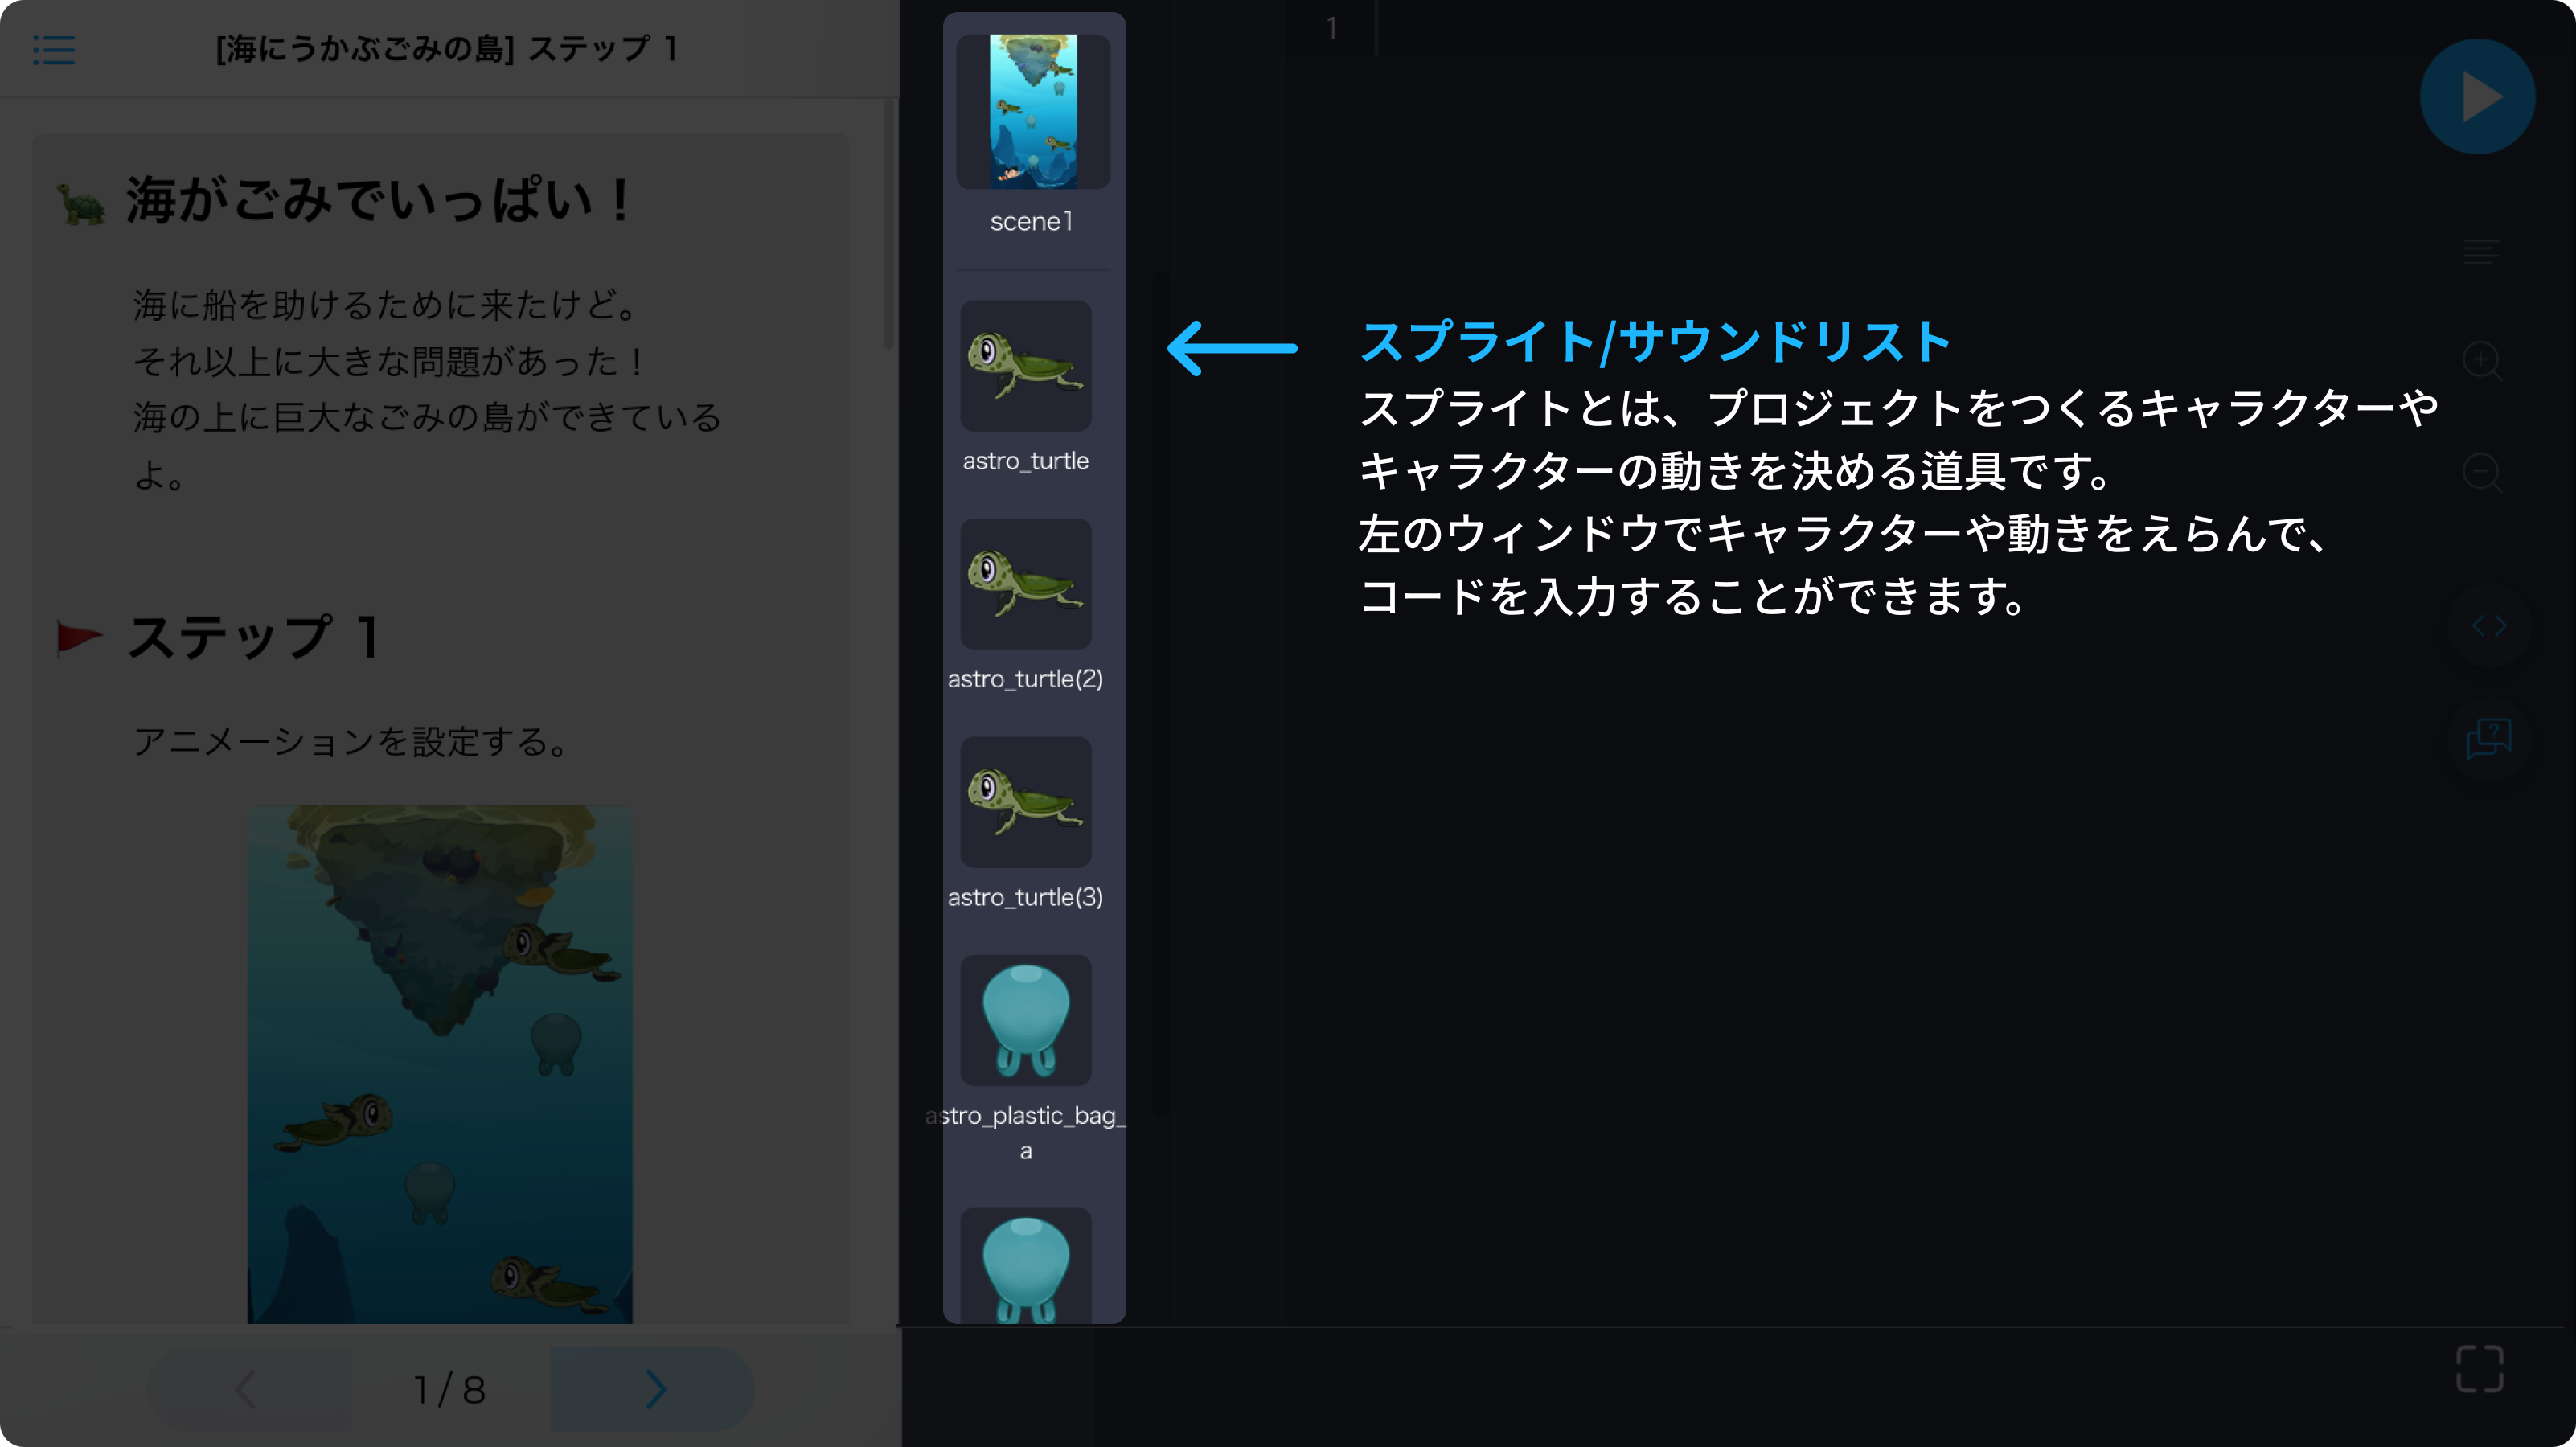 [海にうかぶごみの島] ステップ 1
海がごみでいっぱい！
海に船を助けるために来たけど。
それ以上に大きな問題があった！
海の上に巨大なごみの島ができている
よ。
ステップ 1
アニメーションを設定する。
1 / 8
scene1
astro_turtle
astro_turtle(2)
astro_turtle(3)
astro_plastic_bag_
a
1
スプライト/サウンドリスト
スプライトとは、プロジェクトをつくるキャラクターや
キャラクターの動きを決める道具です。
左のウィンドウでキャラクターや動きをえらんで、
コードを入力することができます。